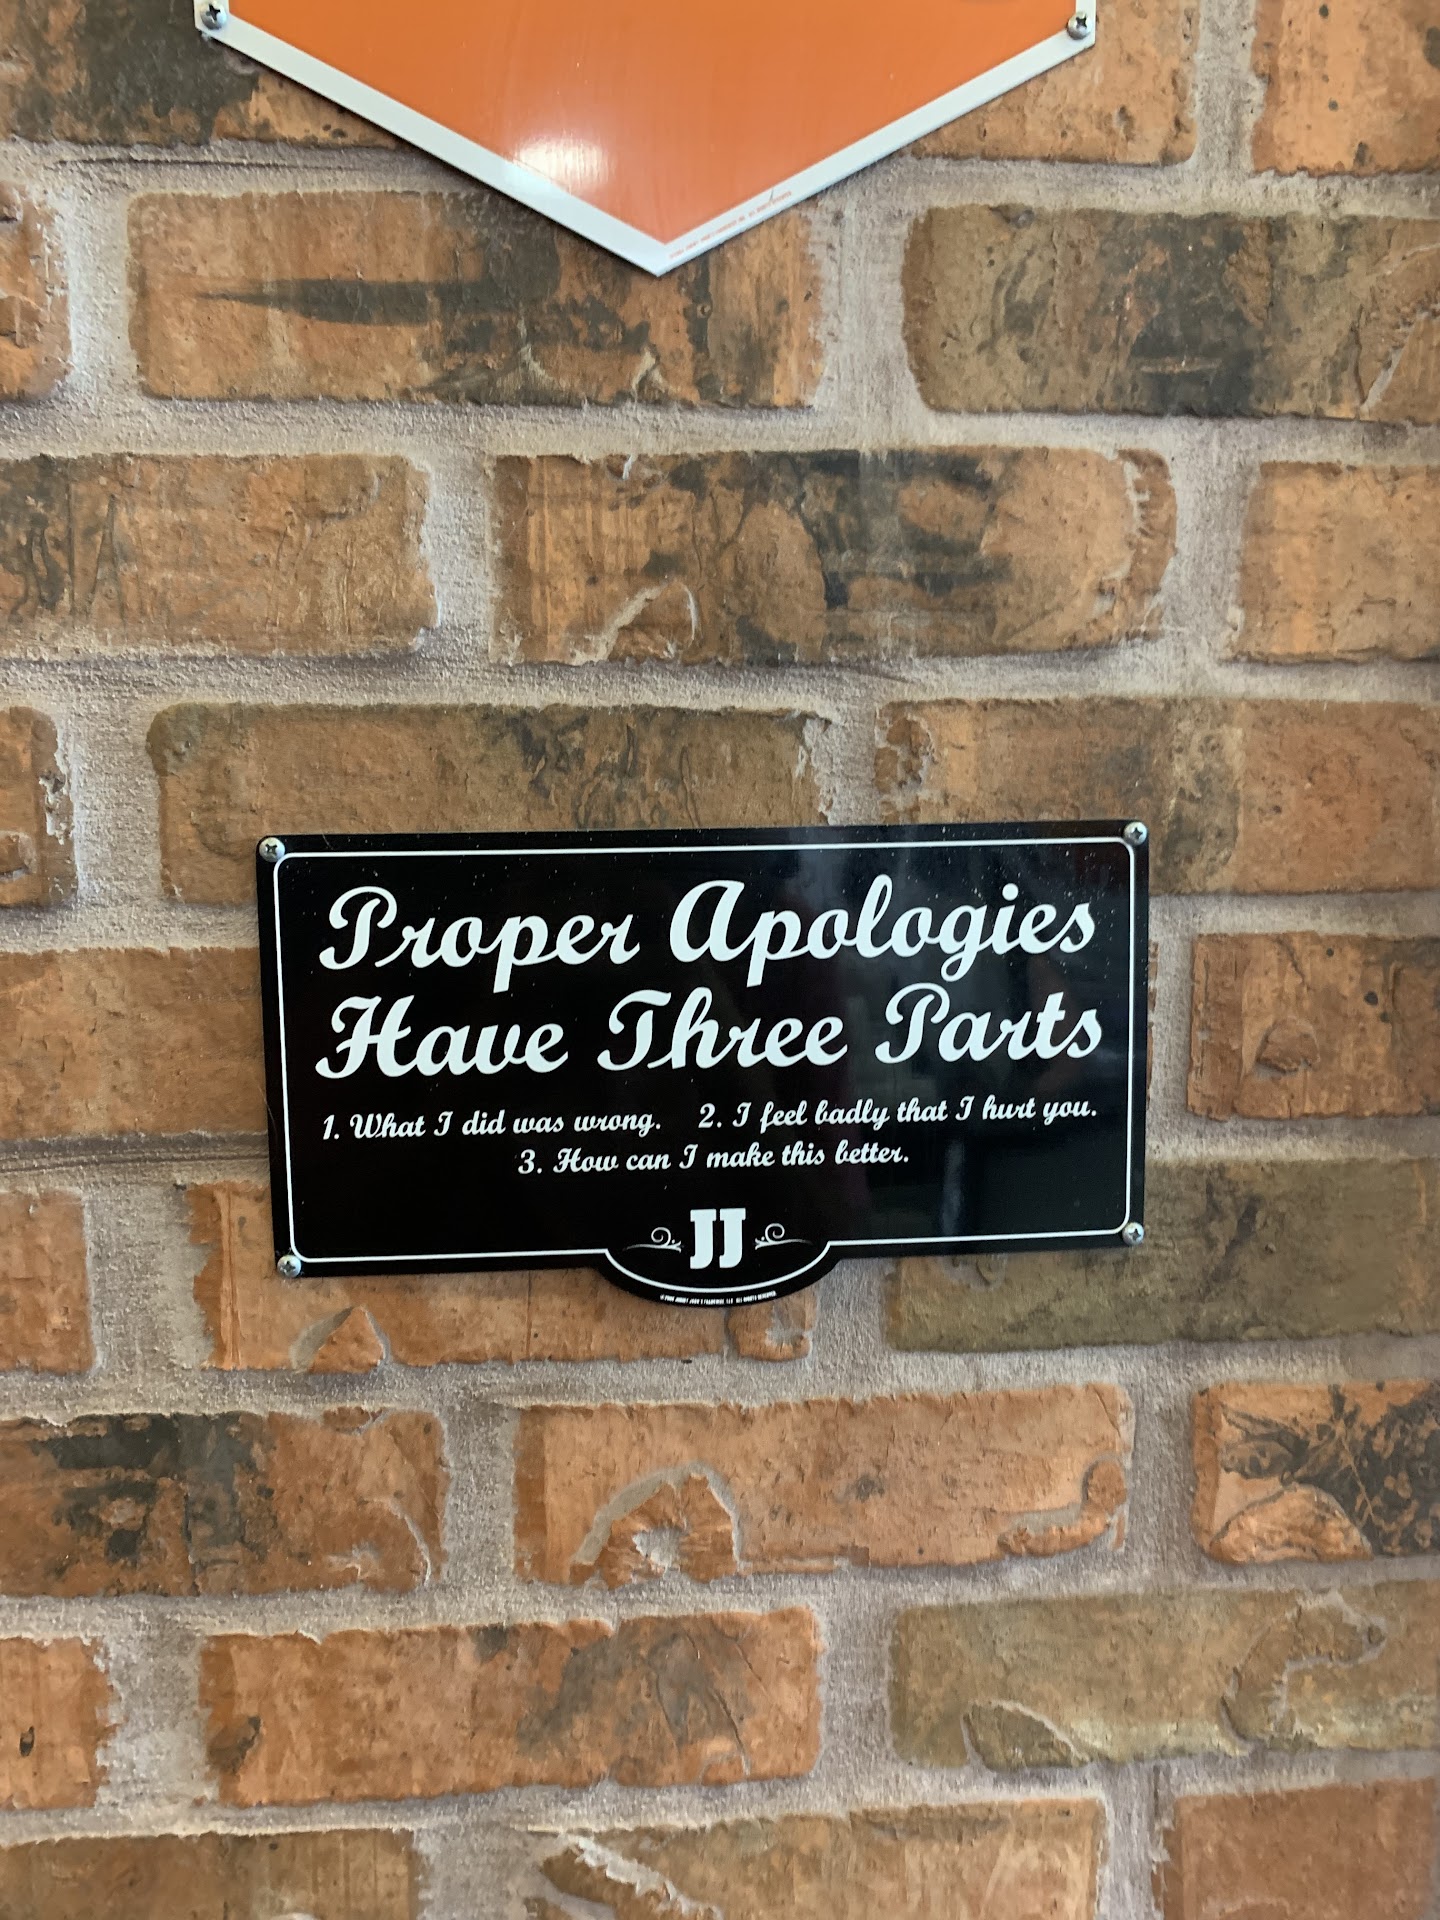 Proper Apologies
Have Three Parts
1. What I did was wrong. 2. I feel badly that I hurt you.
3. How can I make this better.
JJ